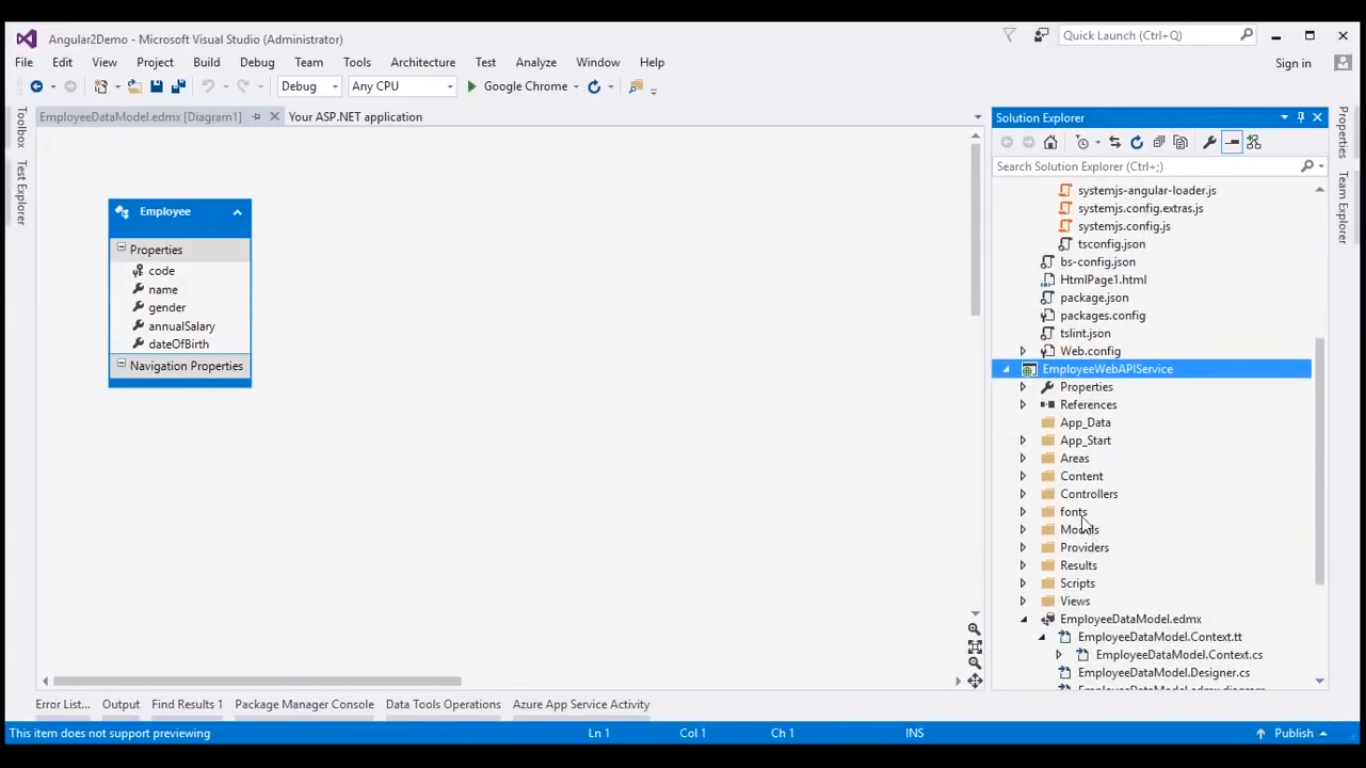 Angular2Demo - Microsoft Visual Studio (Administrator)
Quick Launch (Ctrl+Q)
File Edit View Project Build Debug Team Tools Architecture Test Analyze Window Help
Sign in
Debug Any CPU Google Chrome
Toolbox
Test Explorer
EmployeeDataModel.edmx [Diagram1]
Your ASP.NET application
Employee
Properties
code
name
gender
annualSalary
dateOfBirth
Navigation Properties
Solution Explorer
Search Solution Explorer (Ctrl+;)
systemjs-angular-loader.js
systemjs.config.extras.js
systemjs.config.js
tsconfig.json
bs-config.json
HtmlPage1.html
package.json
packages.config
tslint.json
Web.config
EmployeeWebAPIService
Properties
References
App_Data
App_Start
Areas
Content
Controllers
fonts
Models
Providers
Results
Scripts
Views
EmployeeDataModel.edmx
EmployeeDataModel.Context.tt
EmployeeDataModel.Context.cs
EmployeeDataModel.Designer.cs
EmployeeDataModel.edmx.diagram
Properties
Team Explorer
Error List... Output Find Results 1 Package Manager Console Data Tools Operations Azure App Service Activity
This item does not support previewing
Ln 1 Col 1 Ch 1 INS
Publish